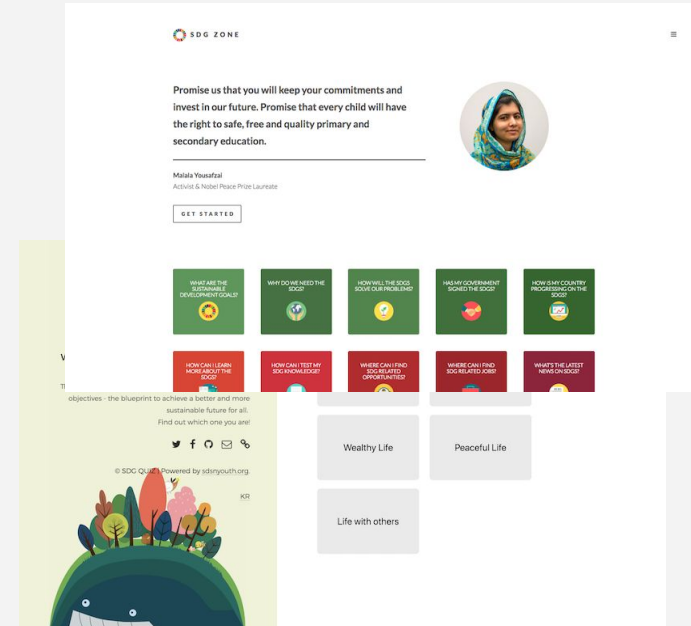 SDG ZONE
Promise us that you will keep your commitments and
invest in our future. Promise that every child will have
the right to safe, free and quality primary and
secondary education.
Malala Yousafzai
Activist & Nobel Peace Prize Laureate
GET STARTED
WHAT ARE THE
SUSTAINABLE
DEVELOPMENT GOALS?
WHY DO WE NEED THE
SDGS?
HOW WILL THE SDGS
SOLVE OUR PROBLEMS?
HAS MY GOVERNMENT
SIGNED THE SDGS?
HOW IS MY COUNTRY
PROGRESSING ON THE
SDGS?
HOW CAN I LEARN
MORE ABOUT THE
SDGS?
HOW CAN I TEST MY
SDG KNOWLEDGE?
WHERE CAN I FIND
SDG RELATED
OPPORTUNITIES?
WHERE CAN I FIND
SDG RELATED JOBS?
WHAT'S THE LATEST
NEWS ON SDGS?
objectives - the blueprint to achieve a better and more
sustainable future for all.
Find out which one you are!
© SDG QUIZ | Powered by sdsnyouth.org.
KR
Wealthy Life
Peaceful Life
Life with others